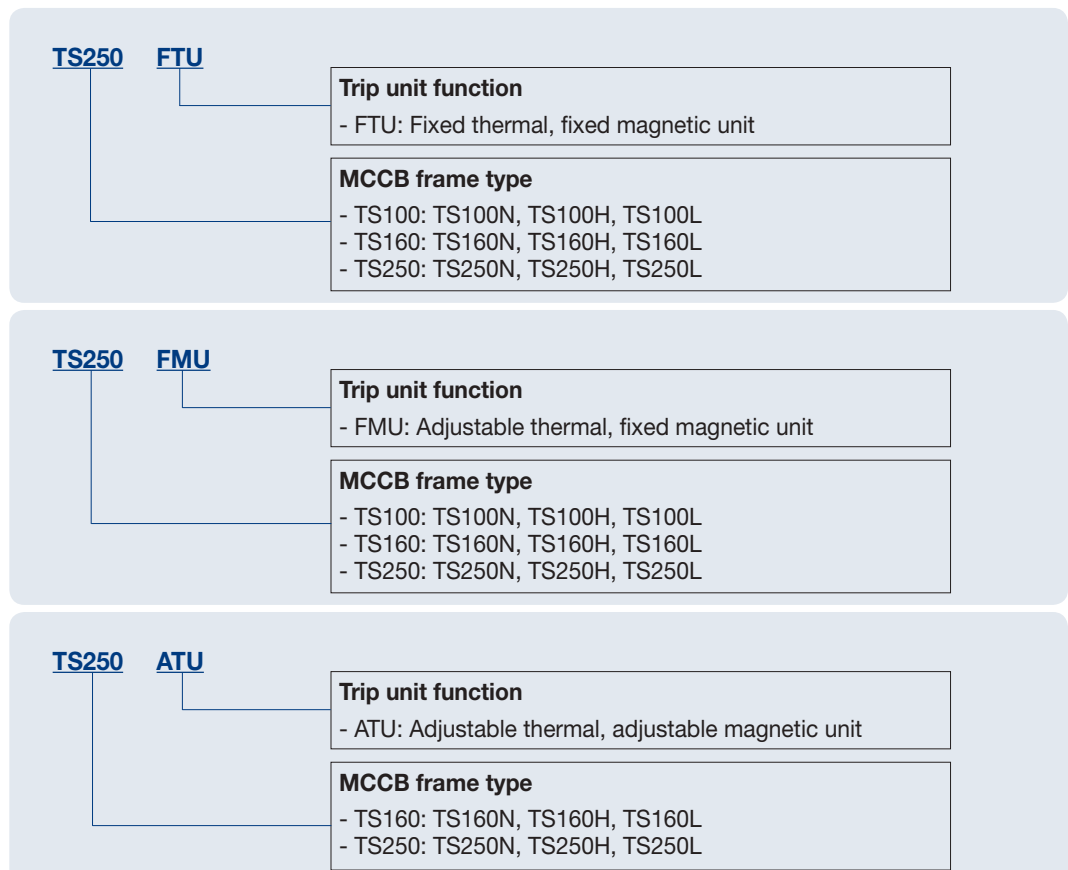 TS250 FTU
Trip unit function
- FTU: Fixed thermal, fixed magnetic unit
MCCB frame type
- TS100: TS100N, TS100H, TS100L
- TS160: TS160N, TS160H, TS160L
- TS250: TS250N, TS250H, TS250L
TS250 FMU
Trip unit function
- FMU: Adjustable thermal, fixed magnetic unit
MCCB frame type
- TS100: TS100N, TS100H, TS100L
- TS160: TS160N, TS160H, TS160L
- TS250: TS250N, TS250H, TS250L
TS250 ATU
Trip unit function
- ATU: Adjustable thermal, adjustable magnetic unit
MCCB frame type
- TS160: TS160N, TS160H, TS160L
- TS250: TS250N, TS250H, TS250L